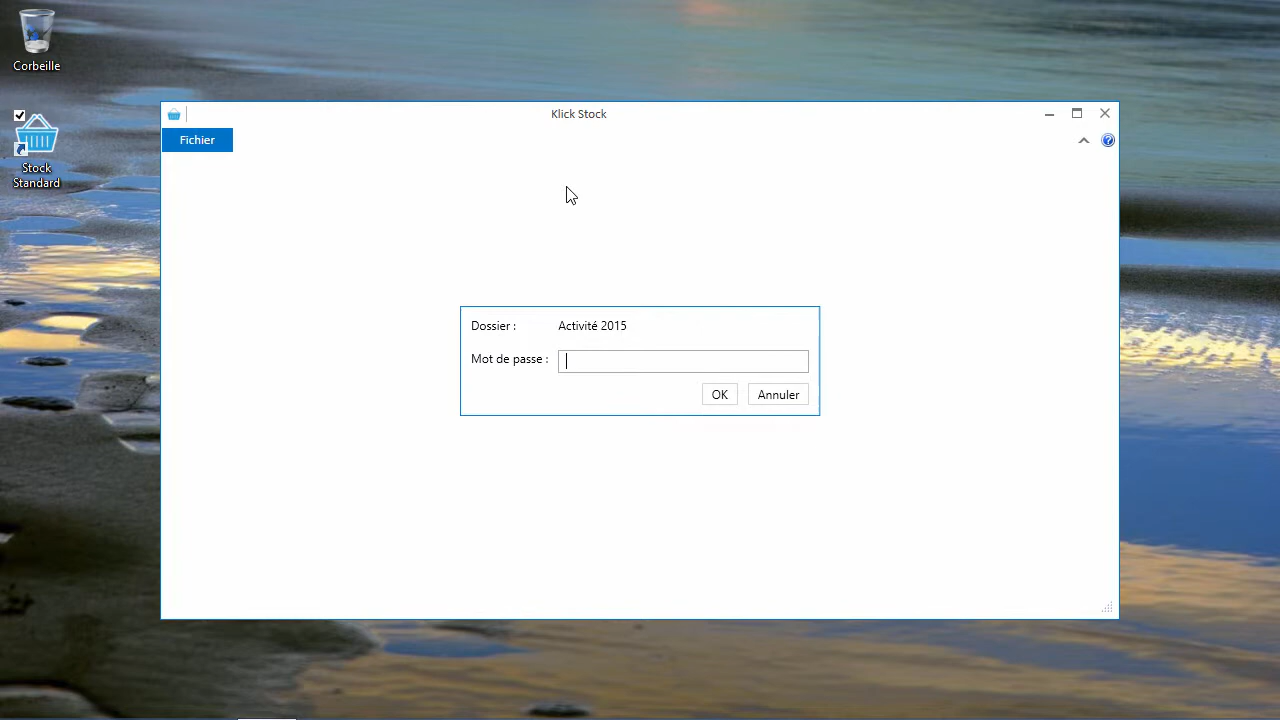 Corbeille
Stock
Standard
Klick Stock
Fichier
Dossier :
Activité 2015
Mot de passe :
OK
Annuler